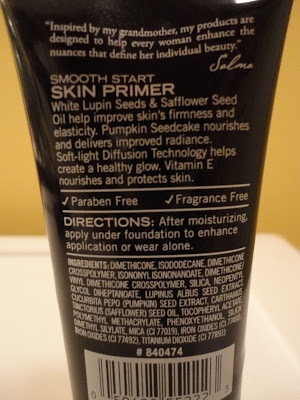 "Inspired by my grandmother, my products are
designed to help every woman enhance the
nuances that define her individual beauty."
Salma
SMOOTH START
SKIN PRIMER
White Lupin Seeds & Safflower Seed
Oil help improve skin's firmness and
elasticity. Pumpkin Seedcake nourishes
and delivers improved radiance.
Soft-light Diffusion Technology helps
create a healthy glow. Vitamin E
nourishes and protects skin.
✓Paraben Free ✓Fragrance Free
DIRECTIONS: After moisturizing,
apply under foundation to enhance
application or wear alone.
INGREDIENTS: DIMETHICONE, ISODODECANE, DIMETHICONE
CROSSPOLYMER, ISONONYL ISONONANOATE, DIMETHICONE/
VINYL DIMETHICONE CROSSPOLYMER, SILICA, NEOPENTYL
GLYCOL DIHEPTANOATE, LUPINUS ALBUS SEED EXTRACT,
CUCURBITA PEPO (PUMPKIN) SEED EXTRACT, CARTHAMUS
TINCTORIUS (SAFFLOWER) SEED OIL, TOCOPHERYL ACETATE,
POLYMETHYL METHACRYLATE, PHENOXYETHANOL, SILICA
DIMETHYL SILYLATE, MICA (CI 77019), IRON OXIDES (CI
IRON OXIDES (CI 77492), TITANIUM DIOXIDE (CI 77891)
# 840474